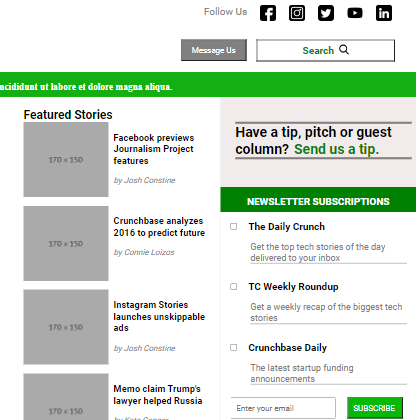 Follow Us
Message Us
Search
ncididunt ut labore et dolore magna aliqua.
Featured Stories
170 x 150
Facebook previews
Journalism Project
features
by Josh Constine
170 x 150
Crunchbase analyzes
2016 to predict future
by Connie Loizos
170 x 150
Instagram Stories
launches unskippable
ads
by Josh Constine
170 x 150
Memo claim Trump's
lawyer helped Russia
Have a tip, pitch or guest
column? Send us a tip.
NEWSLETTER SUBSCRIPTIONS
The Daily Crunch
Get the top tech stories of the day
delivered to your inbox
TC Weekly Roundup
Get a weekly recap of the biggest tech
stories
Crunchbase Daily
The latest startup funding
announcements
Enter your email
SUBSCRIBE